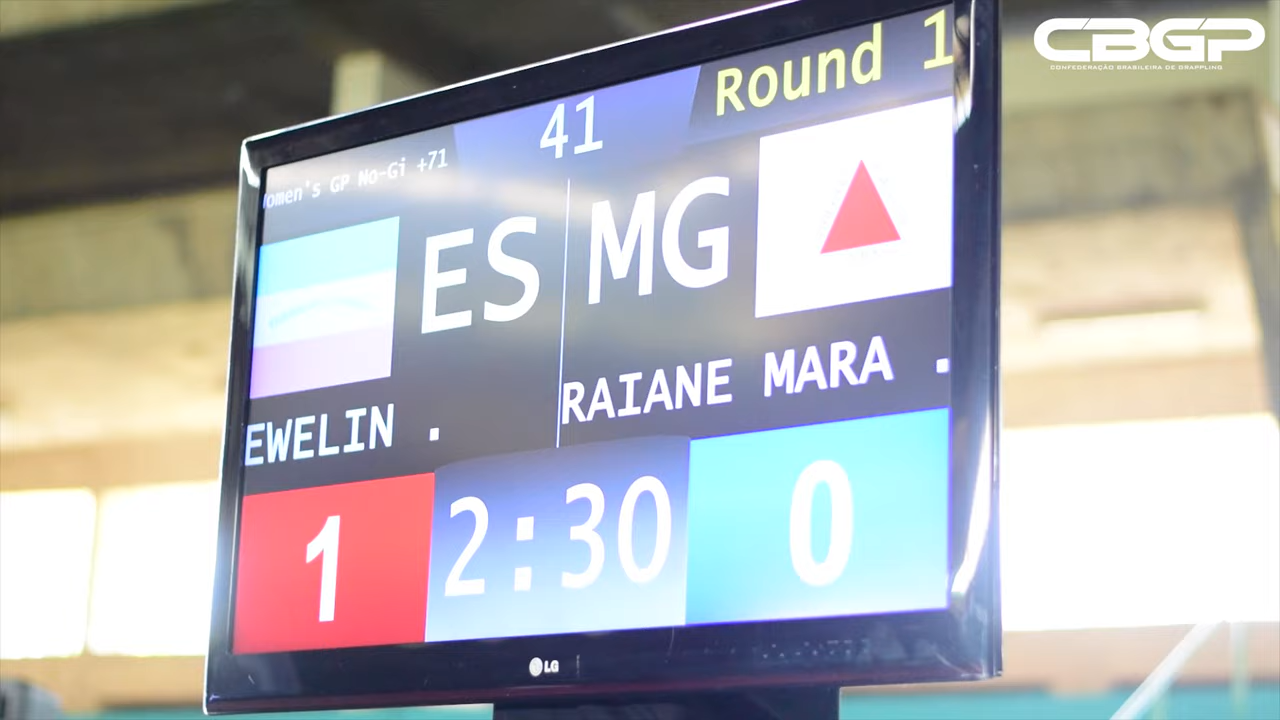 CBGP
CONFEDERAÇÃO BRASILEIRA DE GRAPPLING
Round 1
41
omen's GP No-Gi +71
ES
MG
EWELIN .
RAIANE MARA .
1
2:30
0
LG